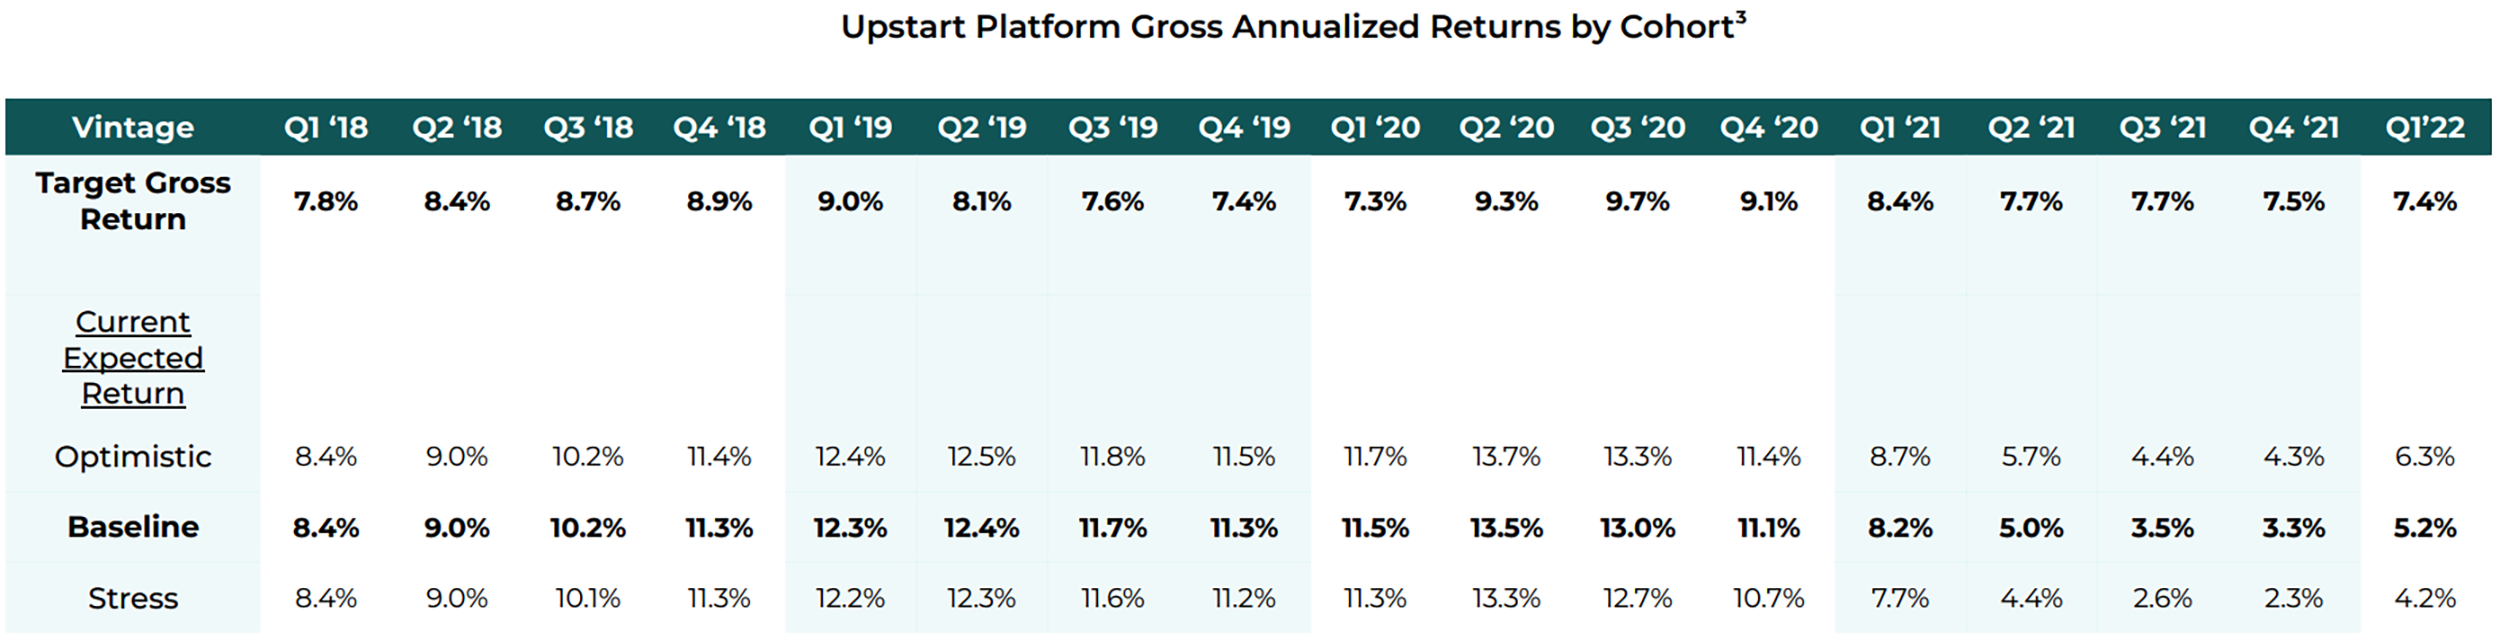 Upstart Platform Gross Annualized Returns by Cohort³
Vintage Q1 ‘18 Q2 ‘18 Q3 ‘18 Q4 ‘18 Q1 ‘19 Q2 ‘19 Q3 ‘19 Q4 ‘19 Q1 ‘20 Q2 ‘20 Q3 ‘20 Q4 ‘20 Q1 ‘21 Q2 ‘21 Q3 ‘21 Q4 ‘21 Q1’22
Target Gross
Return 7.8% 8.4% 8.7% 8.9% 9.0% 8.1% 7.6% 7.4% 7.3% 9.3% 9.7% 9.1% 8.4% 7.7% 7.7% 7.5% 7.4%
Current
Expected
Return
Optimistic 8.4% 9.0% 10.2% 11.4% 12.4% 12.5% 11.8% 11.5% 11.7% 13.7% 13.3% 11.4% 8.7% 5.7% 4.4% 4.3% 6.3%
Baseline 8.4% 9.0% 10.2% 11.3% 12.3% 12.4% 11.7% 11.3% 11.5% 13.5% 13.0% 11.1% 8.2% 5.0% 3.5% 3.3% 5.2%
Stress 8.4% 9.0% 10.1% 11.3% 12.2% 12.3% 11.6% 11.2% 11.3% 13.3% 12.7% 10.7% 7.7% 4.4% 2.6% 2.3% 4.2%